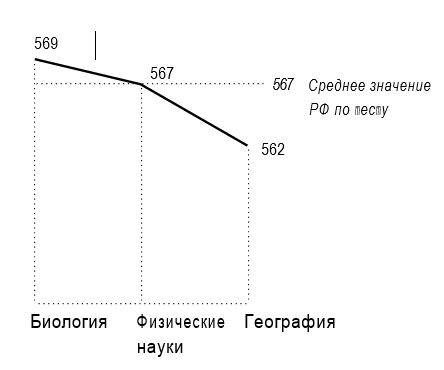 569
567
567 Среднее значение
РФ по тесту
562
Биология Физические География
науки